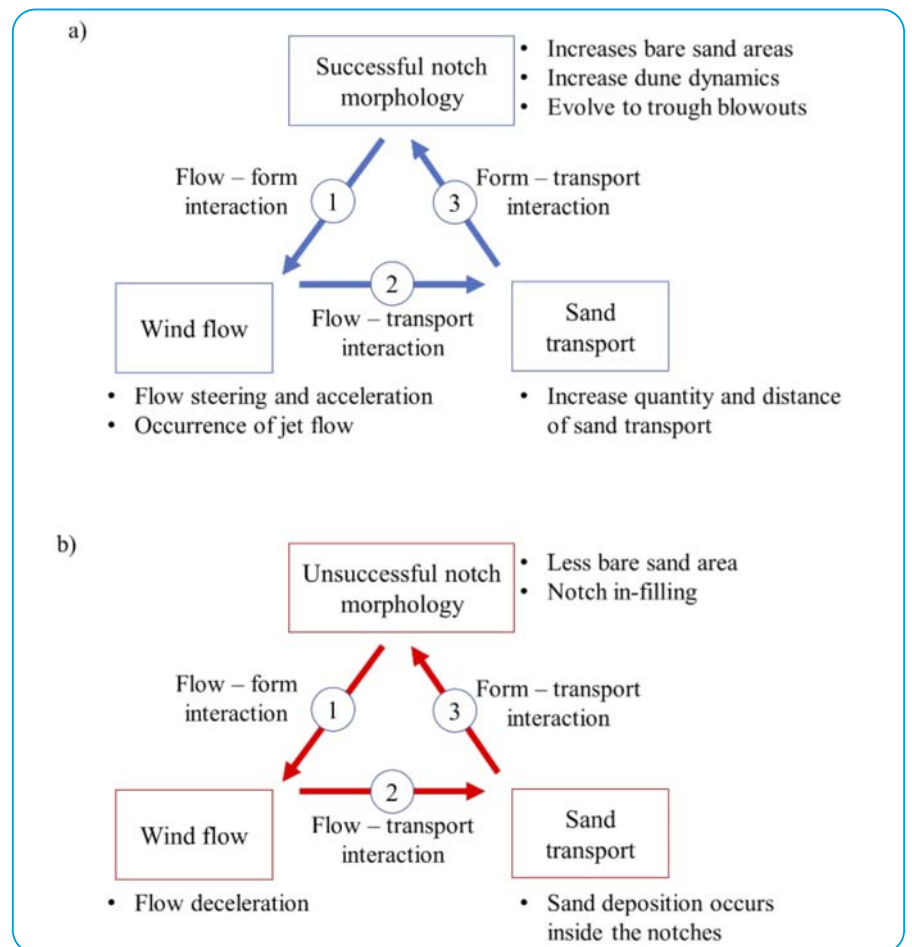 a)
Successful notch
morphology
• Increases bare sand areas
• Increase dune dynamics
• Evolve to trough blowouts
Flow – form
interaction
1
3
Form – transport
interaction
2
Wind flow
Flow – transport
interaction
Sand
transport
• Flow steering and acceleration
• Occurrence of jet flow
• Increase quantity and distance
of sand transport
b)
Unsuccessful notch
morphology
• Less bare sand area
• Notch in-filling
Flow – form
interaction
1
3
Form – transport
interaction
2
Wind flow
Flow – transport
interaction
Sand
transport
• Flow deceleration
• Sand deposition occurs
inside the notches